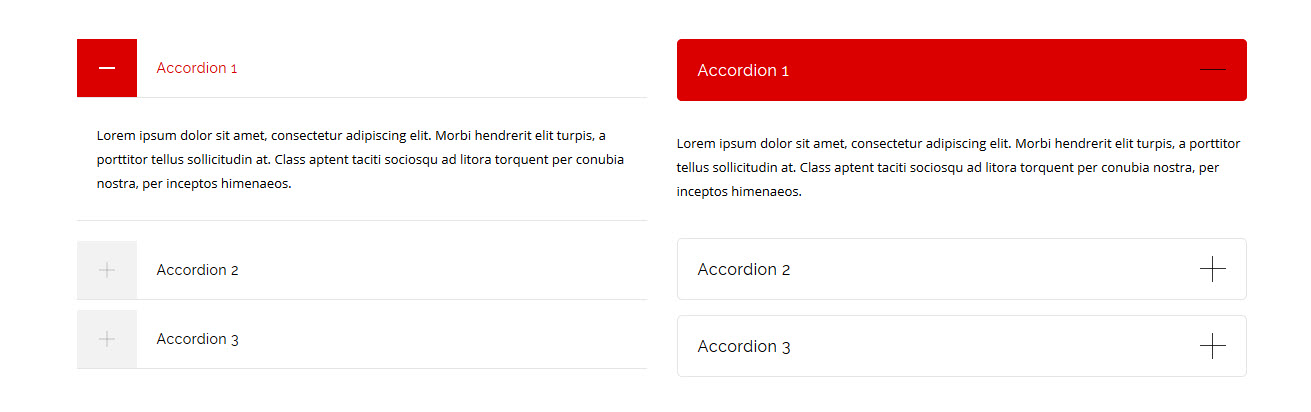 Accordion 1
Lorem ipsum dolor sit amet, consectetur adipiscing elit. Morbi hendrerit elit turpis, a
porttitor tellus sollicitudin at. Class aptent taciti sociosqu ad litora torquent per conubia
nostra, per inceptos himenaeos.
Accordion 2
Accordion 3
Accordion 1
Lorem ipsum dolor sit amet, consectetur adipiscing elit. Morbi hendrerit elit turpis, a porttitor
tellus sollicitudin at. Class aptent taciti sociosqu ad litora torquent per conubia nostra, per
inceptos himenaeos.
Accordion 2
Accordion 3